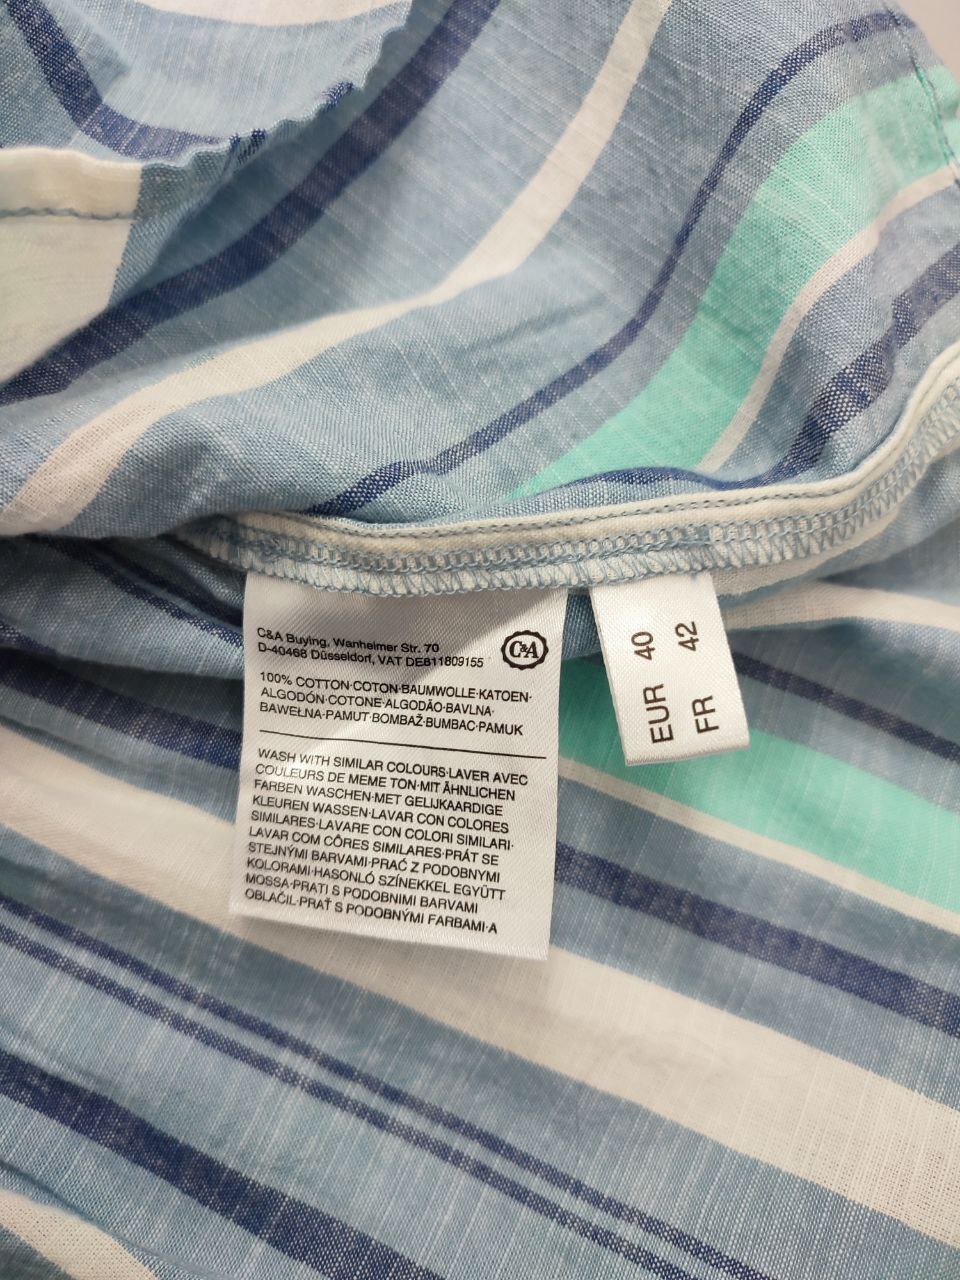 C&A Buying, Wanheimer Str. 70
D-40468 Düsseldorf, VAT DE811809155
C&A
100% COTTON·COTON·BAUMWOLLE·KATOEN·
ALGODÓN·COTONE·ALGODÃO·BAVLNA·
BAWEŁNA·PAMUT·BOMBAŽ·BUMBAC·PAMUK
WASH WITH SIMILAR COLOURS·LAVER AVEC
COULEURS DE MEME TON·MIT ÄHNLICHEN
FARBEN WASCHEN·MET GELIJKAARDIGE
KLEUREN WASSEN·LAVAR CON COLORES
SIMILARES·LAVARE CON COLORI SIMILARI·
LAVAR COM CÔRES SIMILARES·PRÁT SE
STEJNÝMI BARVAMI·PRAĆ Z PODOBNYMI
KOLORAMI·HASONLÓ SZÍNEKKEL EGYÜTT
MOSSA·PRATI S PODOBNIMI BARVAMI
OBLAČIL·PRAŤ S PODOBNÝMI FARBAMI·A
EUR 40
FR 42